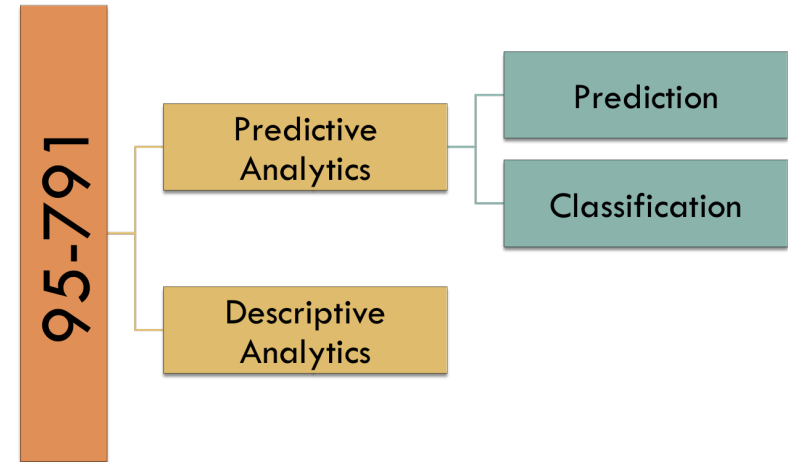 95-791
Predictive
Analytics
Prediction
Classification
Descriptive
Analytics